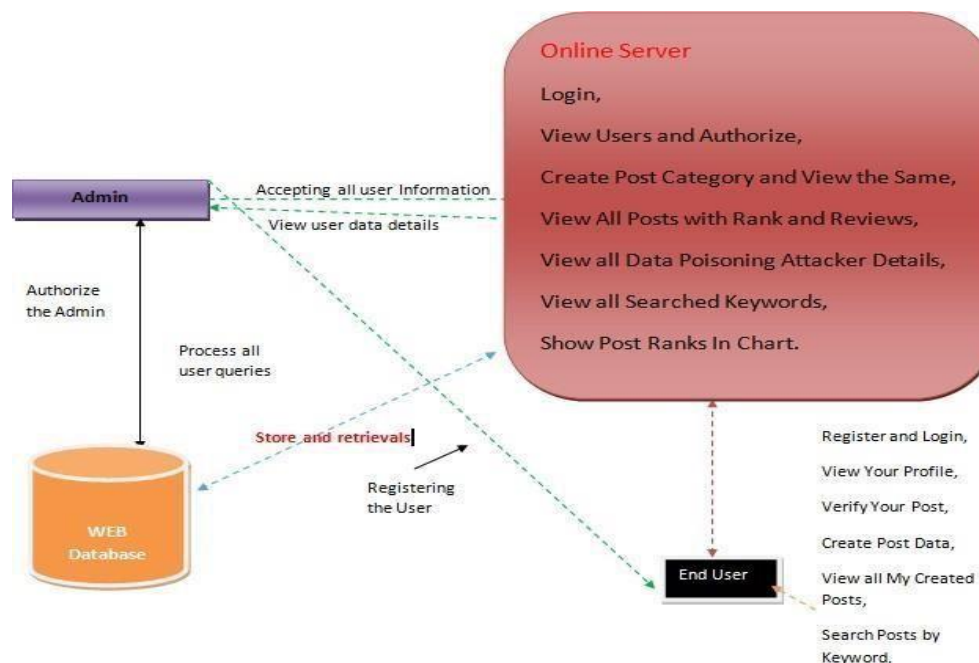 Online Server
Login,
View Users and Authorize,
Create Post Category and View the Same,
View All Posts with Rank and Reviews,
View all Data Poisoning Attacker Details,
View all Searched Keywords,
Show Post Ranks In Chart.
Admin
Accepting all user Information
View user data details
Authorize
the Admin
Process all
user queries
Store and retrievals
Registering
the User
WEB
Database
End User
Register and Login,
View Your Profile,
Verify Your Post,
Create Post Data,
View all My Created
Posts,
Search Posts by
Keyword.